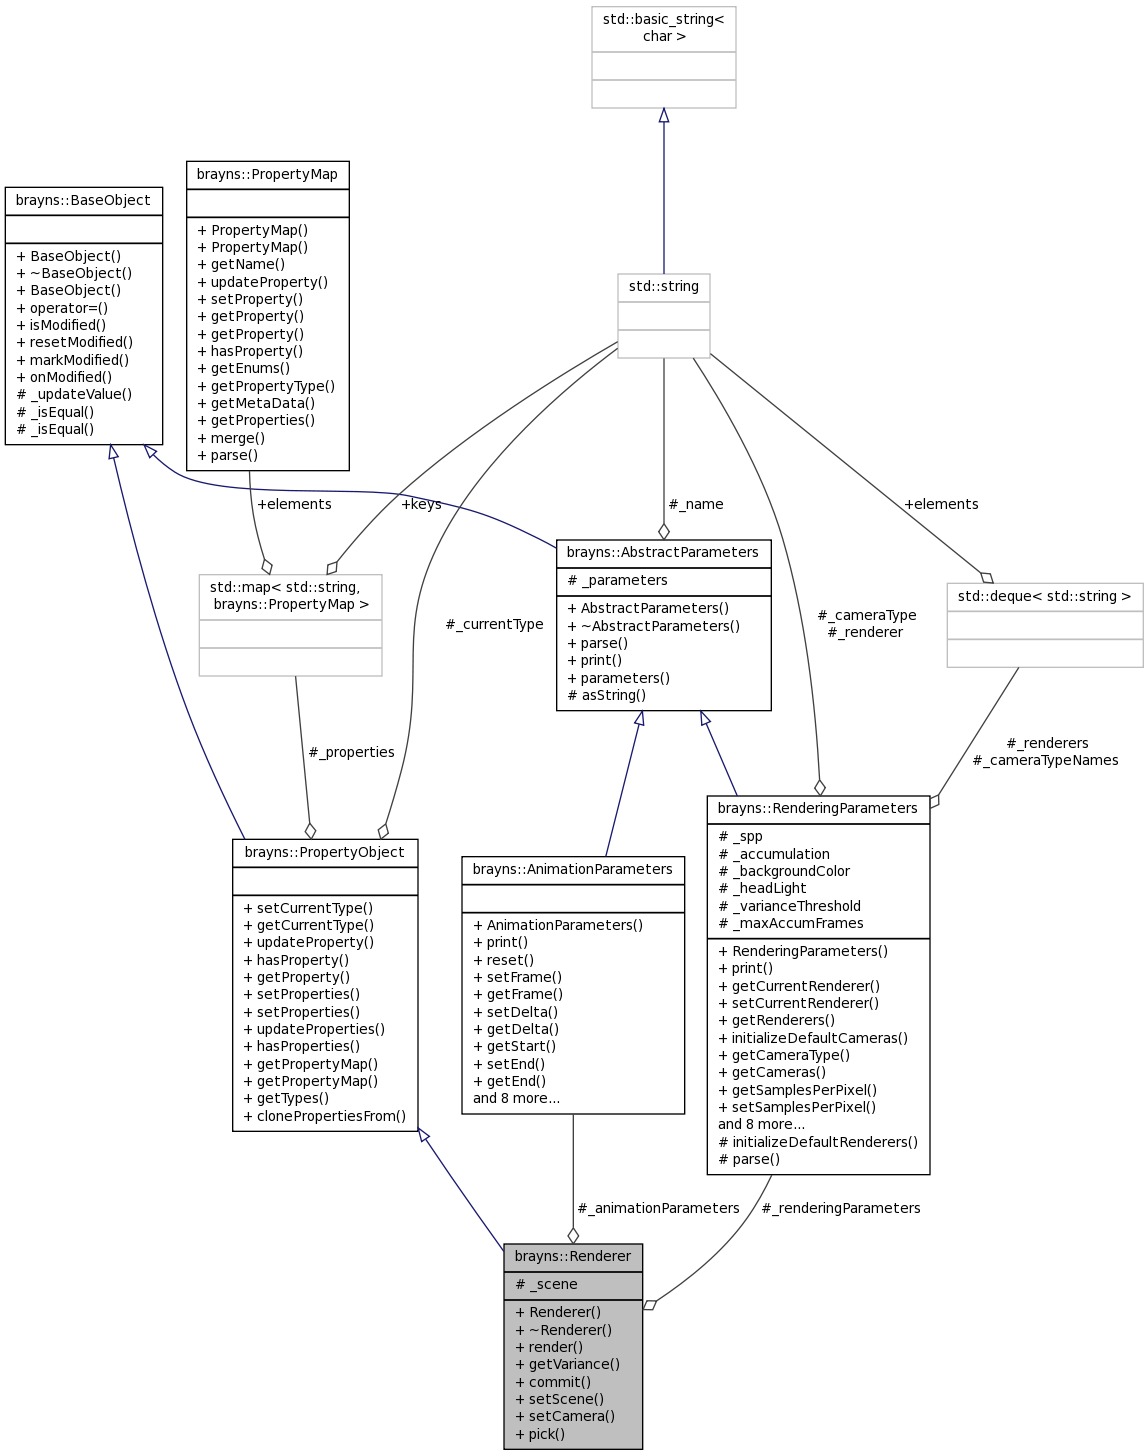 std::basic_string<
char >
brayns::PropertyMap
+ PropertyMap()
+ PropertyMap()
+ getName()
+ updateProperty()
+ setProperty()
+ getProperty()
+ getProperty()
+ hasProperty()
+ getEnums()
+ getPropertyType()
+ getMetaData()
+ getProperties()
+ merge()
+ parse()
brayns::BaseObject
+ BaseObject()
+ ~BaseObject()
+ BaseObject()
+ operator=()
+ isModified()
+ resetModified()
+ markModified()
+ onModified()
# _updateValue()
# _isEqual()
# _isEqual()
std::string
+elements
+keys
#_name
+elements
std::map< std::string,
brayns::PropertyMap >
brayns::AbstractParameters
# _parameters
+ AbstractParameters()
+ ~AbstractParameters()
+ parse()
+ print()
+ parameters()
# asString()
std::deque< std::string >
#_currentType
#_cameraType
#_renderer
#_properties
#_renderers
#_cameraTypeNames
brayns::PropertyObject
+ setCurrentType()
+ getCurrentType()
+ updateProperty()
+ hasProperty()
+ getProperty()
+ setProperties()
+ setProperties()
+ updateProperties()
+ hasProperties()
+ getPropertyMap()
+ getPropertyMap()
+ getTypes()
+ clonePropertiesFrom()
brayns::AnimationParameters
+ AnimationParameters()
+ print()
+ reset()
+ setFrame()
+ getFrame()
+ setDelta()
+ getDelta()
+ getStart()
+ setEnd()
+ getEnd()
and 8 more...
brayns::RenderingParameters
# _spp
# _accumulation
# _backgroundColor
# _headLight
# _varianceThreshold
# _maxAccumFrames
+ RenderingParameters()
+ print()
+ getCurrentRenderer()
+ setCurrentRenderer()
+ getRenderers()
+ initializeDefaultCameras()
+ getCameraType()
+ getCameras()
+ getSamplesPerPixel()
+ setSamplesPerPixel()
and 8 more...
# initializeDefaultRenderers()
# parse()
#_animationParameters
#_renderingParameters
brayns::Renderer
# _scene
+ Renderer()
+ ~Renderer()
+ render()
+ getVariance()
+ commit()
+ setScene()
+ setCamera()
+ pick()